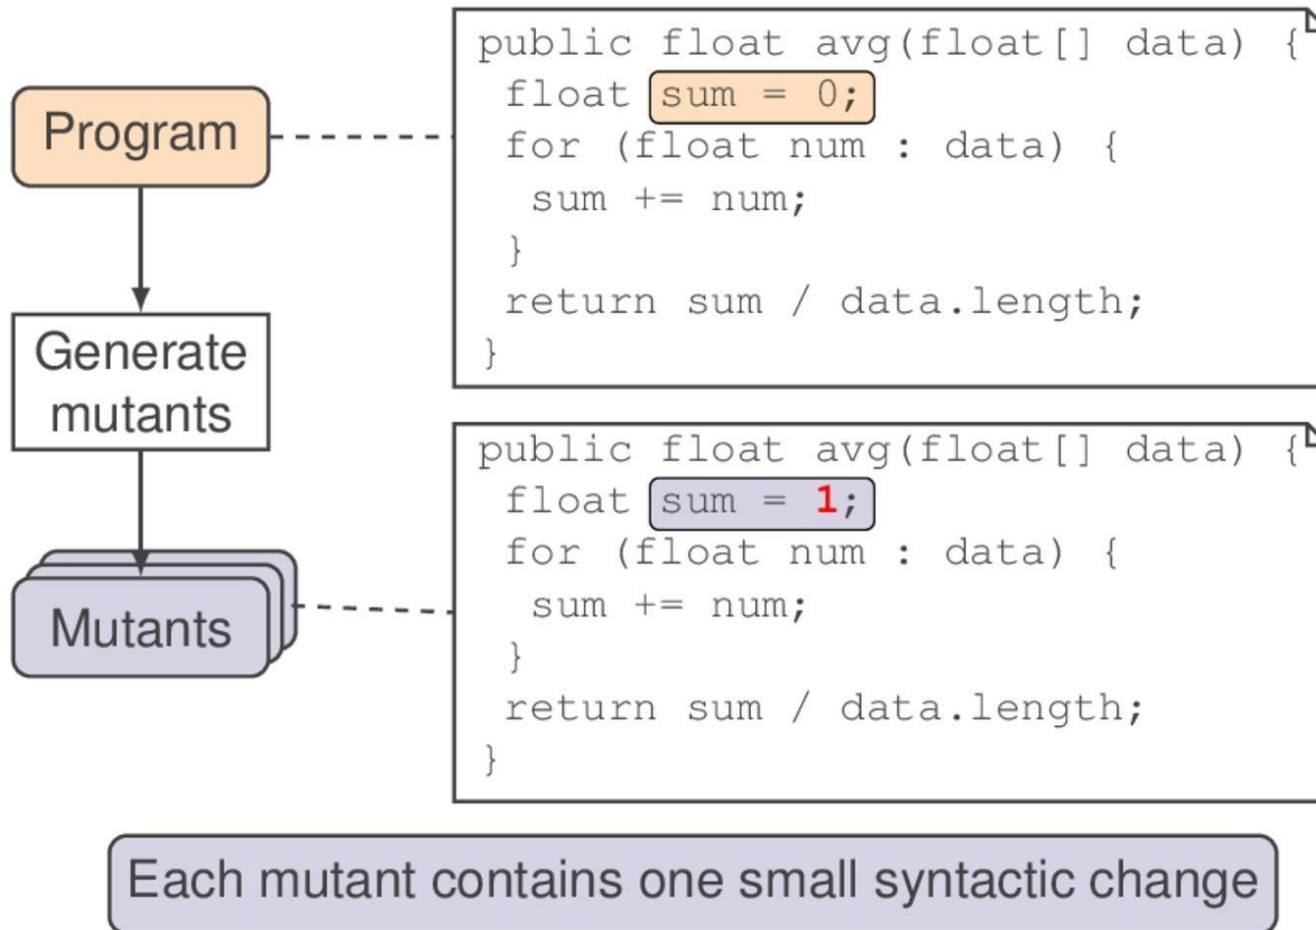 Program
public float avg(float[] data) {
float sum = 0;
for (float num : data) {
sum += num;
}
return sum / data.length;
}
Generate
mutants
Mutants
public float avg(float[] data) {
float sum = 1;
for (float num : data) {
sum += num;
}
return sum / data.length;
}
Each mutant contains one small syntactic change